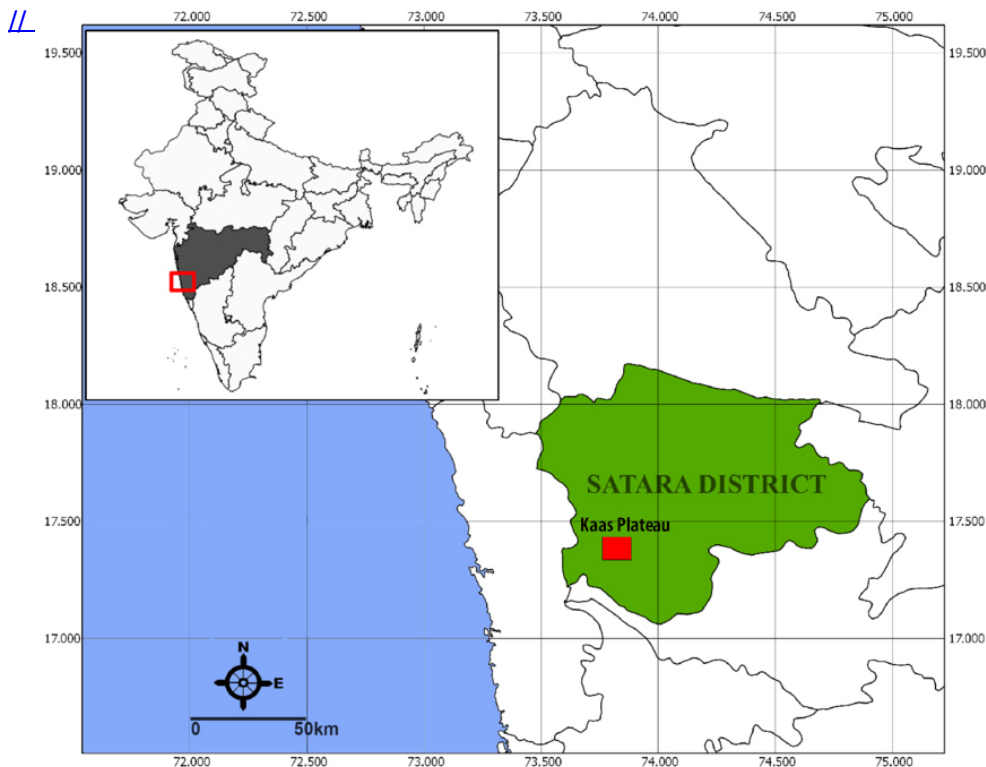 //
72.000 72.500 73.000 73.500 74.000 74.500 75.000
19.500 19.500
19.000 19.000
18.500 18.500
18.000 18.000
SATARA DISTRICT
17.500 Kaas Plateau 17.500
17.000 17.000
N
E
0 50km
72.000 72.500 73.000 73.500 74.000 74.500 75.000